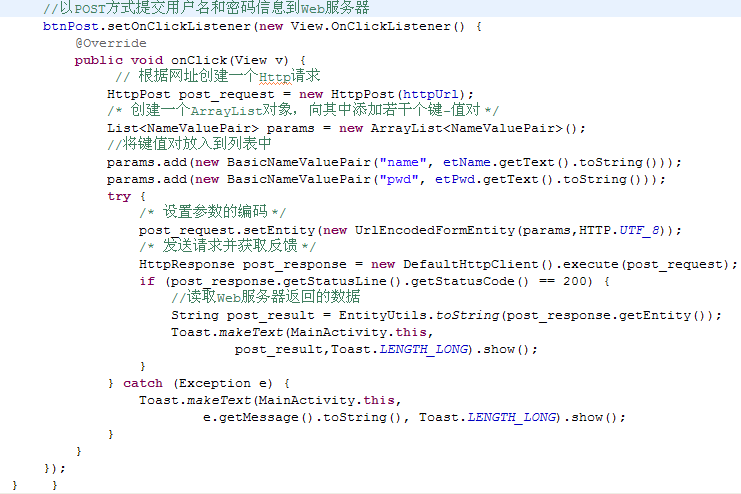 //以POST方式提交用户名和密码信息到Web服务器
btnPost.setOnClickListener(new View.OnClickListener() {
@Override
public void onClick(View v) {
// 根据网址创建一个Http请求
HttpPost post_request = new HttpPost(httpUrl);
/* 创建一个ArrayList对象，向其中添加若干个键-值对 */
List<NameValuePair> params = new ArrayList<NameValuePair>();
//将键值对放入到列表中
params.add(new BasicNameValuePair("name", etName.getText().toString()));
params.add(new BasicNameValuePair("pwd", etPwd.getText().toString()));
try {
/* 设置参数的编码 */
post_request.setEntity(new UrlEncodedFormEntity(params,HTTP.UTF_8));
/* 发送请求并获取反馈 */
HttpResponse post_response = new DefaultHttpClient().execute(post_request);
if (post_response.getStatusLine().getStatusCode() == 200) {
//读取Web服务器返回的数据
String post_result = EntityUtils.toString(post_response.getEntity());
Toast.makeText(MainActivity.this,
post_result,Toast.LENGTH_LONG).show();
}
} catch (Exception e) {
Toast.makeText(MainActivity.this,
e.getMessage().toString(), Toast.LENGTH_LONG).show();
}
}
});
} }